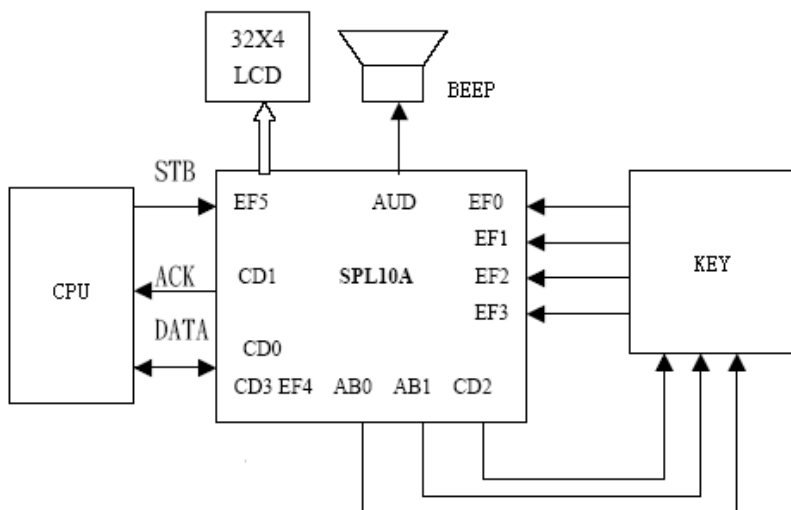 32X4
LCD
BEEP
STB
EF5
AUD
EF0
EF1
CPU
ACK
CD1
SPL10A
EF2
KEY
EF3
DATA
CD0
CD3 EF4 AB0 AB1 CD2